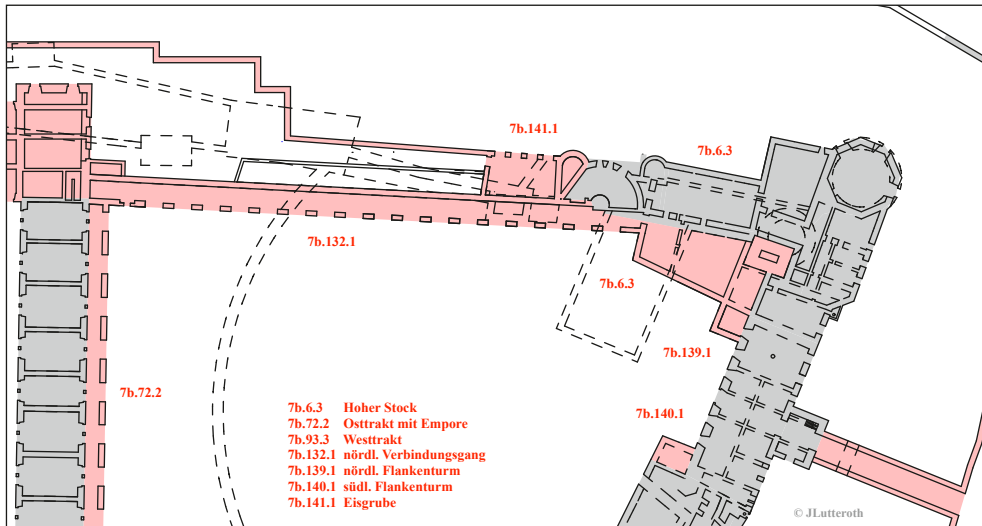 7b.141.1
7b.6.3
7b.132.1
7b.6.3
7b.139.1
7b.72.2
7b.140.1
7b.6.3 Hoher Stock
7b.72.2 Osttrakt mit Empore
7b.93.3 Westtrakt
7b.132.1 nördl. Verbindungsgang
7b.139.1 nördl. Flankenturm
7b.140.1 südl. Flankenturm
7b.141.1 Eisgrube
© JLutteroth